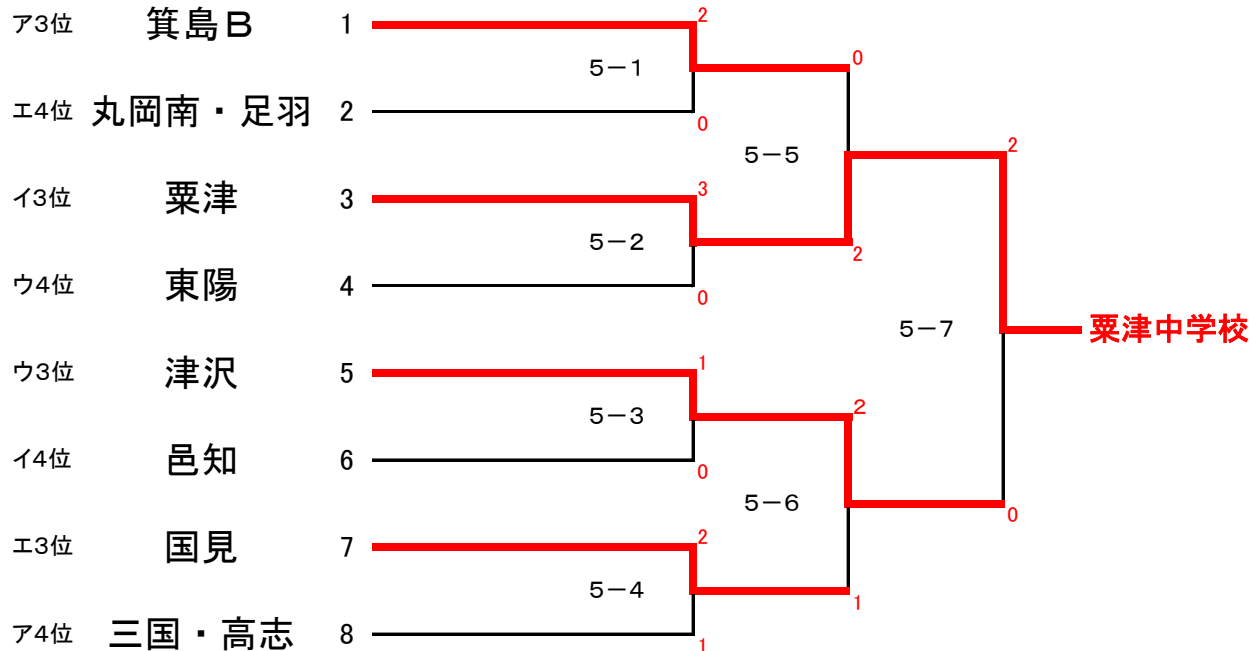 ア3位 箕島B 1 2
5-1 0
エ4位 丸岡南・足羽 2 0
5-5 2
イ3位 粟津 3 3
5-2 2
ウ4位 東陽 4 0
5-7 粟津中学校
ウ3位 津沢 5 1
5-3 2
イ4位 邑知 6 0
5-6 0
エ3位 国見 7 2
5-4 1
ア4位 三国・高志 8 1